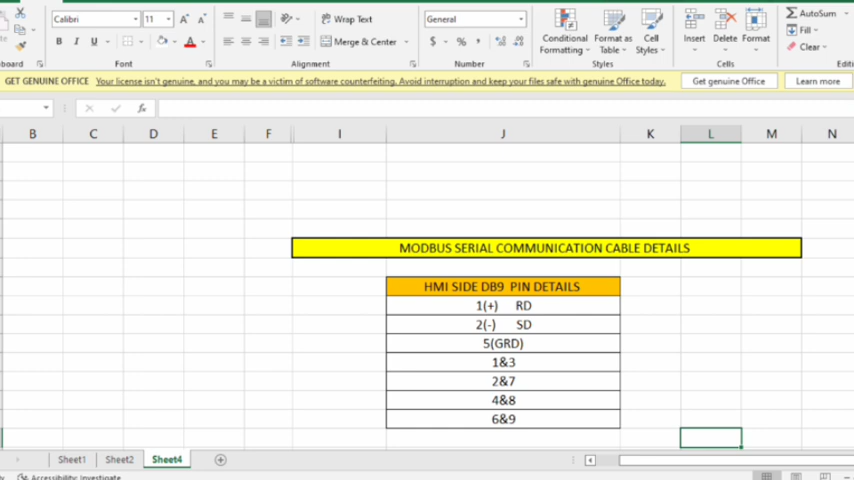 Calibri 11 A A Wrap Text General AutoSum
Fill
B I U A Merge & Center $ % , Conditional Formatting Format as Table Cell Styles Insert Delete Format Clear
Font Alignment Number Styles Cells
GET GENUINE OFFICE Your license isn't genuine, and you may be a victim of software counterfeiting. Avoid interruption and keep your files safe with genuine Office today. Get genuine Office Learn more
fx
B C D E F I J K L M N
MODBUS SERIAL COMMUNICATION CABLE DETAILS
HMI SIDE DB9 PIN DETAILS
1(+) RD
2(-) SD
5(GRD)
1&3
2&7
4&8
6&9
Sheet1 Sheet2 Sheet4
Accessibility: Investigate